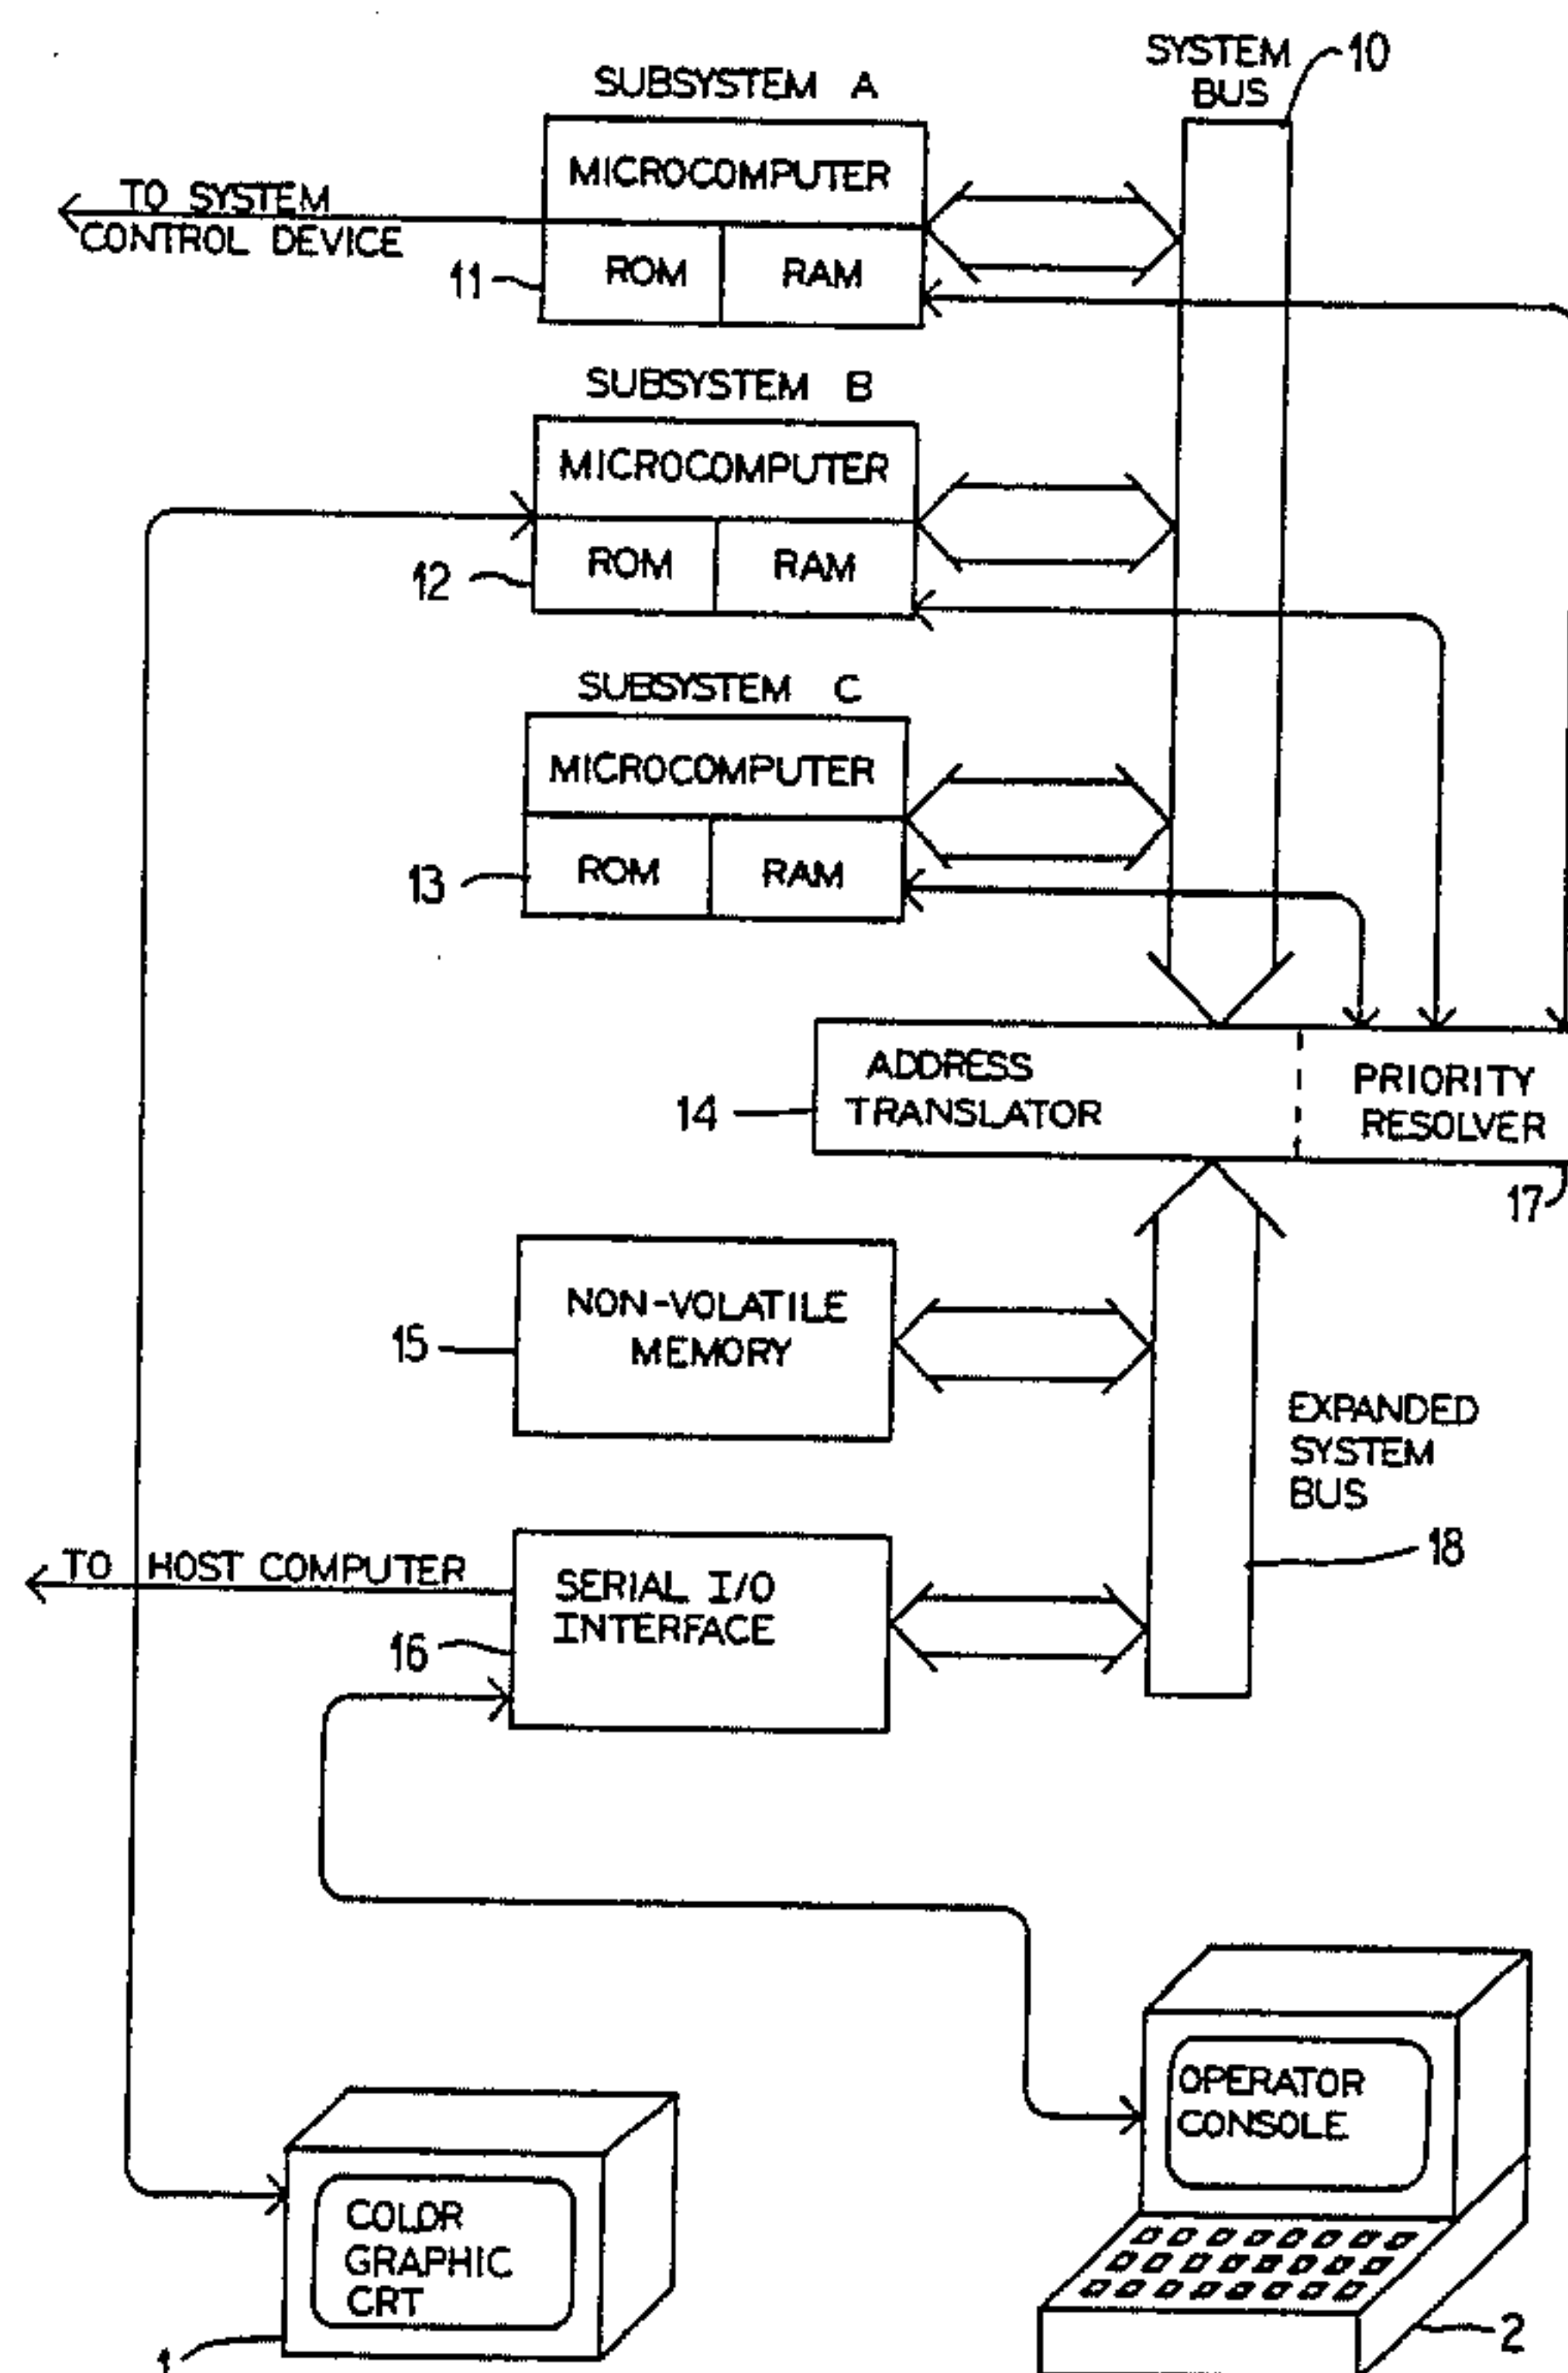 SYSTEM
BUS
10
SUBSYSTEM A
MICROCOMPUTER
TO SYSTEM
CONTROL DEVICE
11
ROM
RAM
SUBSYSTEM B
MICROCOMPUTER
12
ROM
RAM
SUBSYSTEM C
MICROCOMPUTER
13
ROM
RAM
14
ADDRESS
TRANSLATOR
PRIORITY
RESOLVER
17
15
NON-VOLATILE
MEMORY
EXPANDED
SYSTEM
BUS
18
TO HOST COMPUTER
SERIAL I/O
INTERFACE
16
OPERATOR
CONSOLE
COLOR
GRAPHIC
CRT
1
2